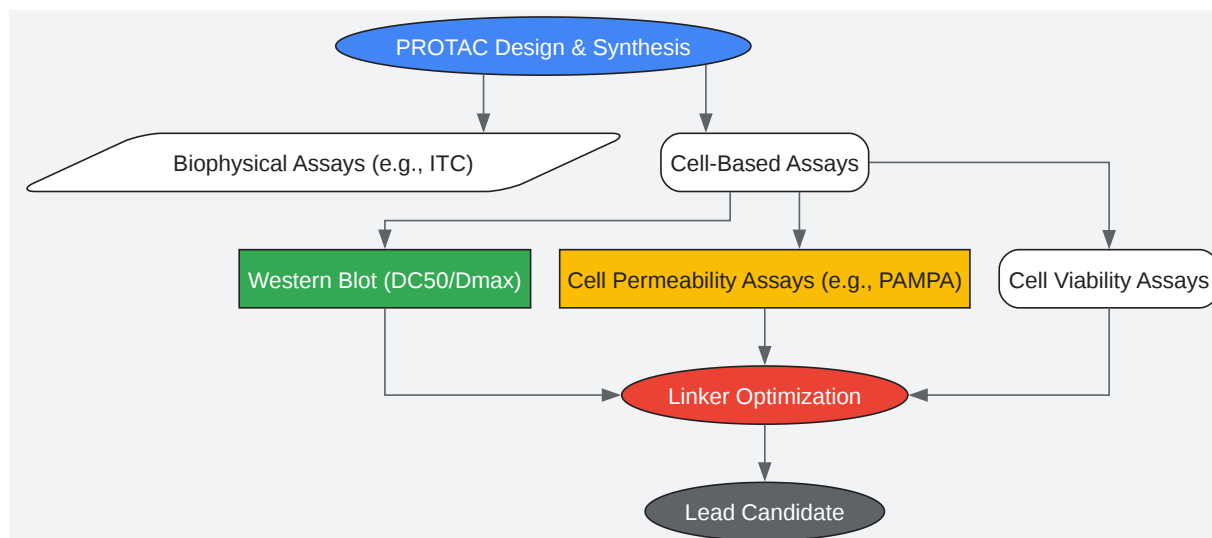 PROTAC Design & Synthesis
Biophysical Assays (e.g., ITC)
Cell-Based Assays
Western Blot (DC50/Dmax)
Cell Permeability Assays (e.g., PAMPA)
Cell Viability Assays
Linker Optimization
Lead Candidate